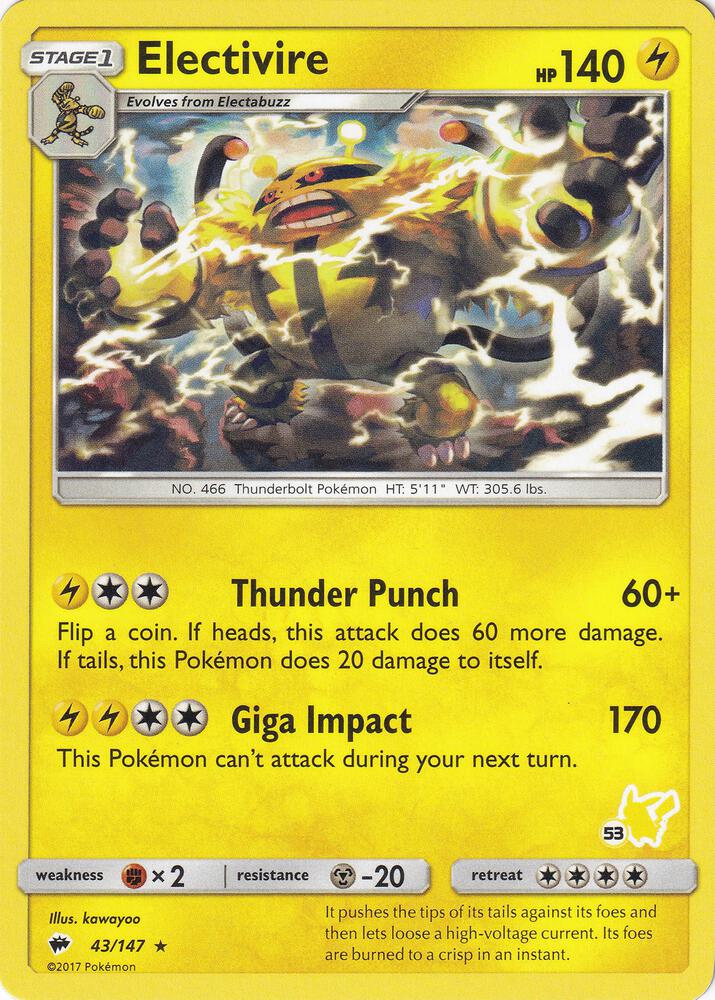 STAGE 1 Electivire HP 140
Evolves from Electabuzz
NO. 466 Thunderbolt Pokémon HT: 5'11" WT: 305.6 lbs.
Thunder Punch 60+
Flip a coin. If heads, this attack does 60 more damage.
If tails, this Pokémon does 20 damage to itself.
Giga Impact 170
This Pokémon can't attack during your next turn.
53
weakness ×2 resistance -20 retreat
Illus. kawayoo
43/147 ★
©2017 Pokémon
It pushes the tips of its tails against its foes and
then lets loose a high-voltage current. Its foes
are burned to a crisp in an instant.